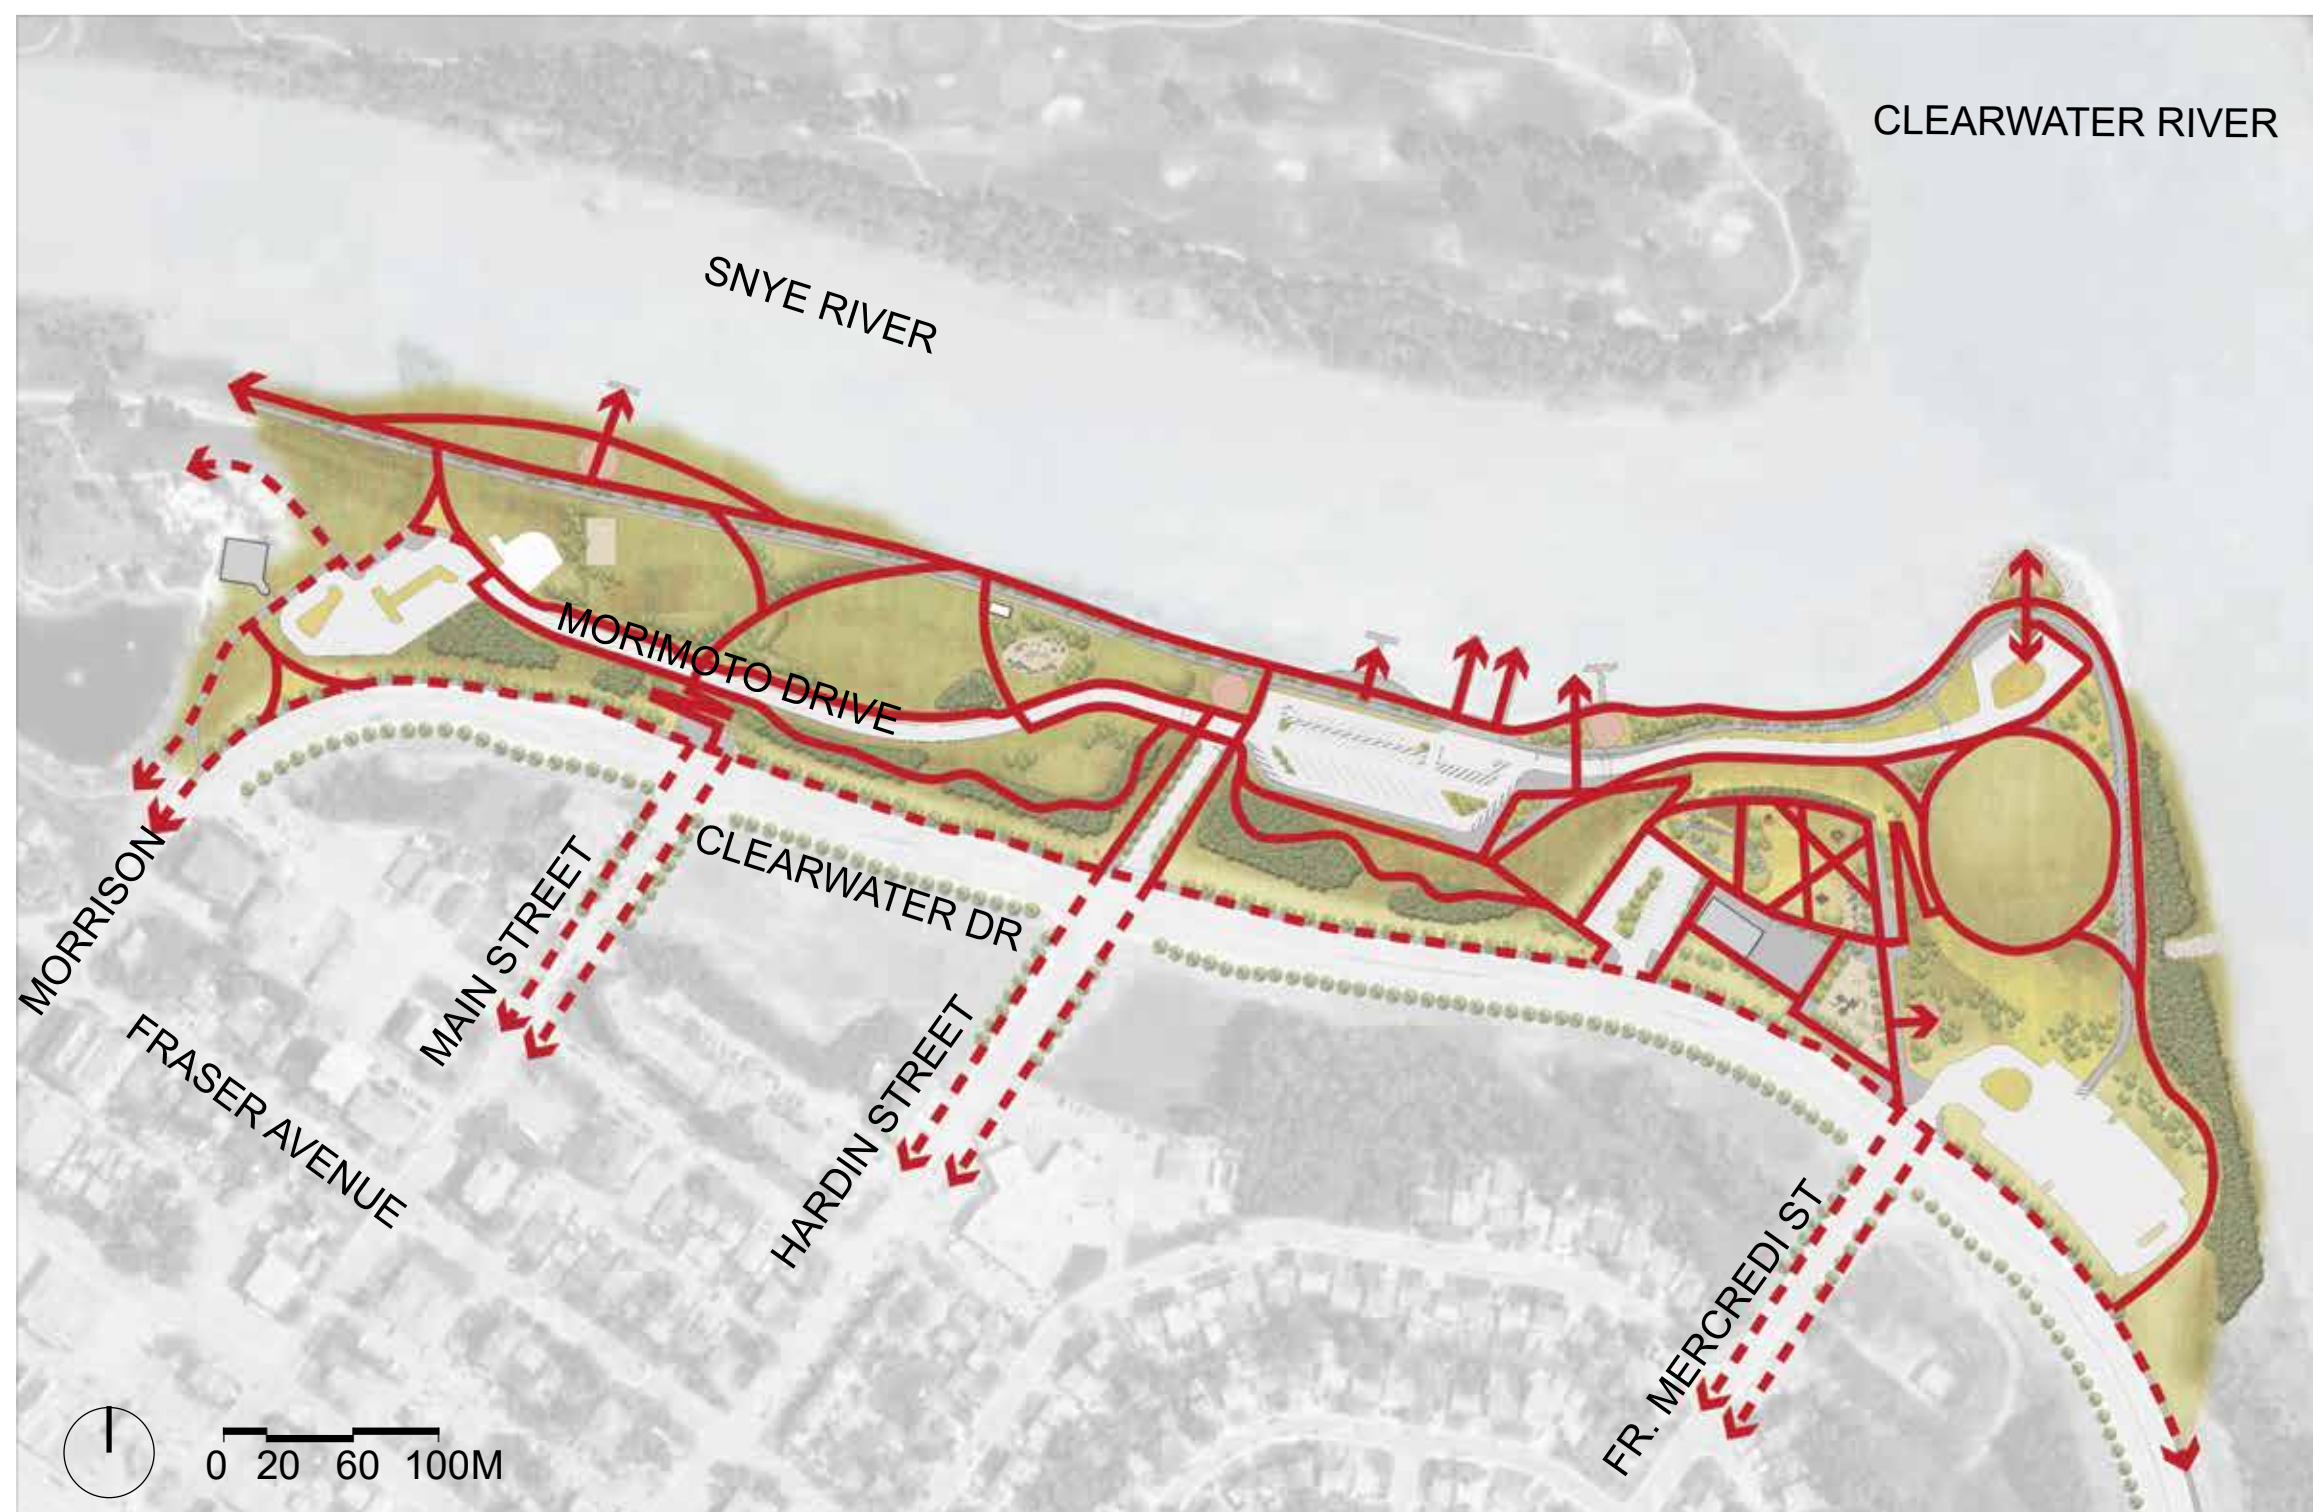 CLEARWATER RIVER
SNYE RIVER
MORIMOTO DRIVE
CLEARWATER DR
MORRISON
MAIN STREET
FRASER AVENUE
HARDIN STREET
FR. MERCREDI ST
0 20 60 100M